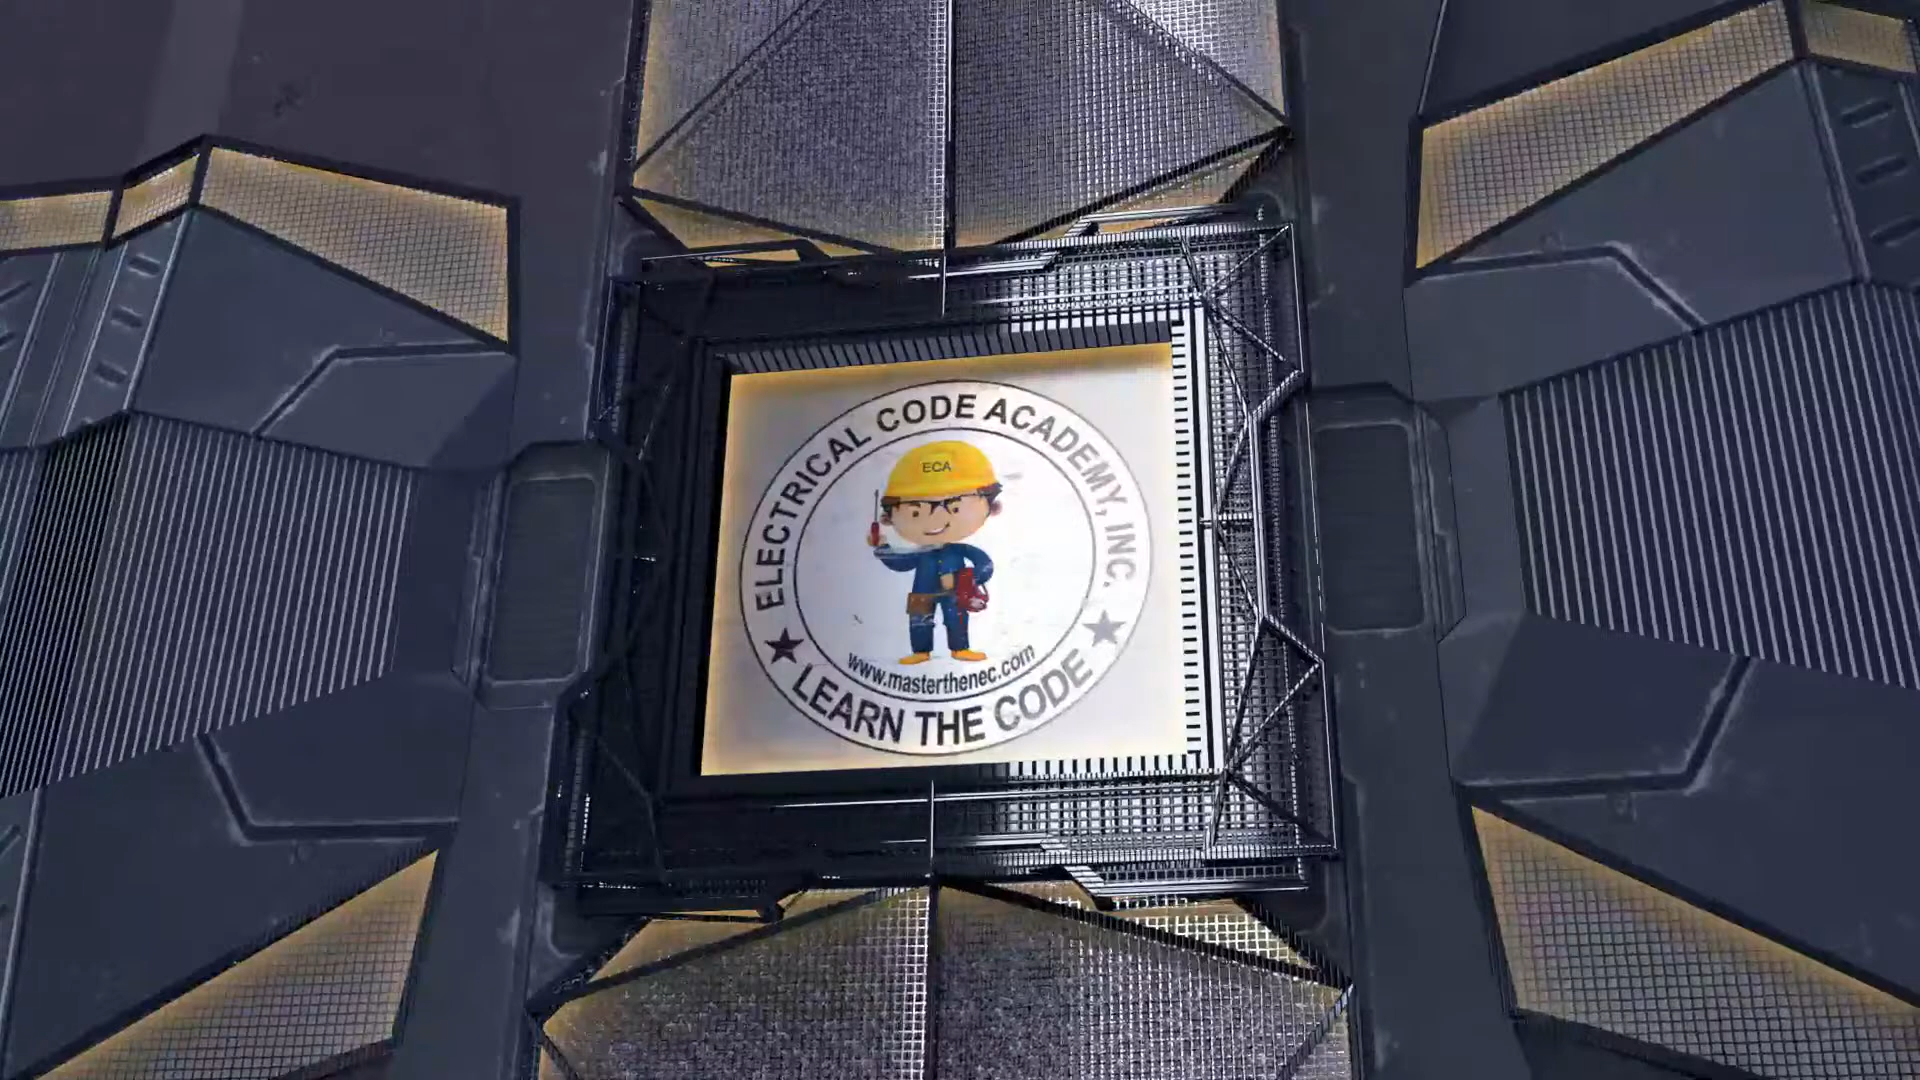 ELECTRICAL CODE ACADEMY, INC.
ECA
www.masterthenec.com
LEARN THE CODE